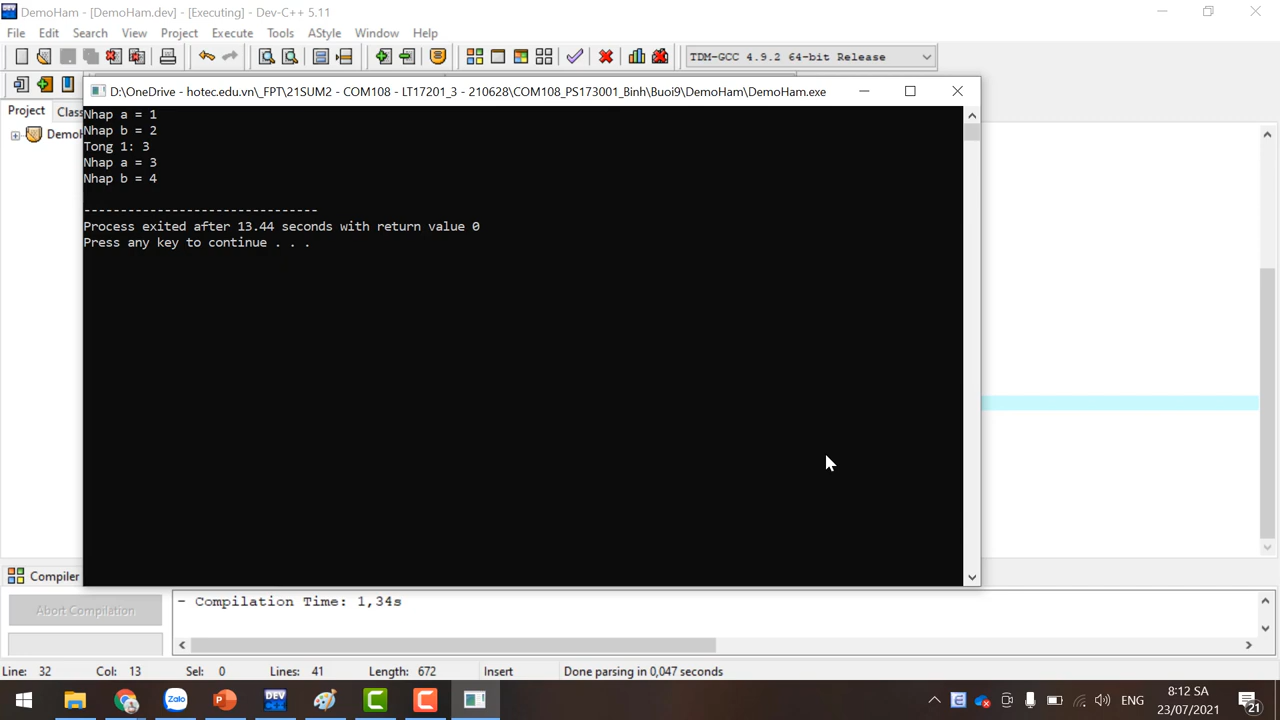 DemoHam - [DemoHam.dev] - [Executing] - Dev-C++ 5.11
File Edit Search View Project Execute Tools AStyle Window Help
TDM-GCC 4.9.2 64-bit Release
D:\OneDrive - hotec.edu.vn\_FPT\21SUM2 - COM108 - LT17201_3 - 210628\COM108_PS173001_Binh\Buoi9\DemoHam\DemoHam.exe
Project Clas
DemoH
Nhap a = 1
Nhap b = 2
Tong 1: 3
Nhap a = 3
Nhap b = 4
--------------------------------
Process exited after 13.44 seconds with return value 0
Press any key to continue . . .
Compiler
Abort Compilation
- Compilation Time: 1,34s
Line: 32 Col: 13 Sel: 0 Lines: 41 Length: 672 Insert Done parsing in 0,047 seconds
Zalo
DEV
ENG
8:12 SA
23/07/2021
21